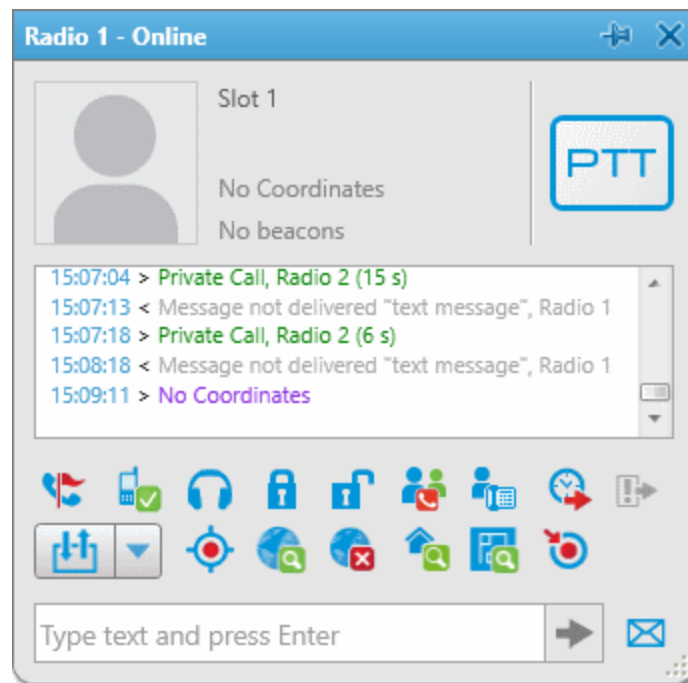 Radio 1 - Online
Slot 1
PTT
No Coordinates
No beacons
15:07:04 > Private Call, Radio 2 (15 s)
15:07:13 < Message not delivered "text message", Radio 1
15:07:18 > Private Call, Radio 2 (6 s)
15:08:18 < Message not delivered "text message", Radio 1
15:09:11 > No Coordinates
Type text and press Enter